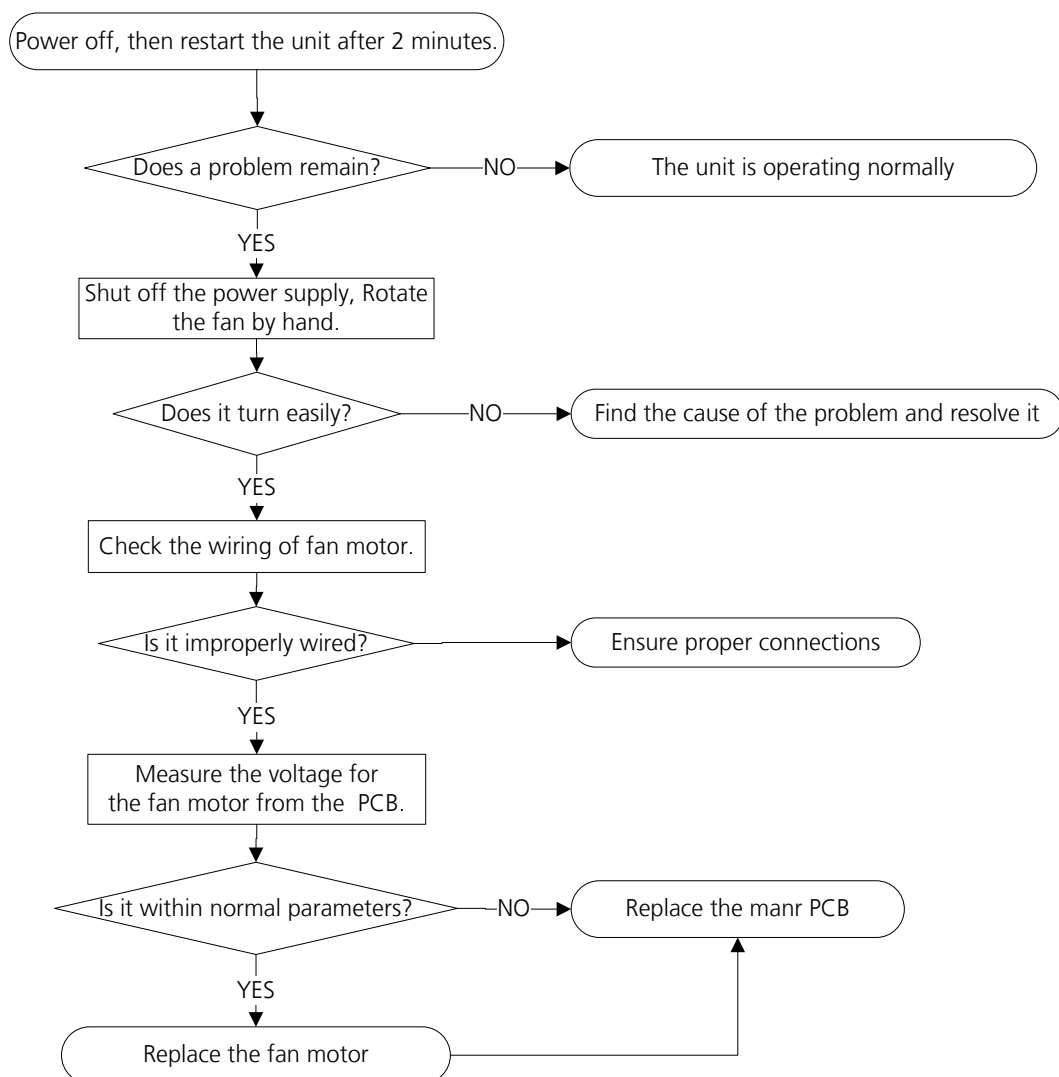 Power off, then restart the unit after 2 minutes.
Does a problem remain?
NO
The unit is operating normally
YES
Shut off the power supply, Rotate
the fan by hand.
Does it turn easily?
NO
Find the cause of the problem and resolve it
YES
Check the wiring of fan motor.
Is it improperly wired?
Ensure proper connections
YES
Measure the voltage for
the fan motor from the PCB.
Is it within normal parameters?
NO
Replace the manr PCB
YES
Replace the fan motor